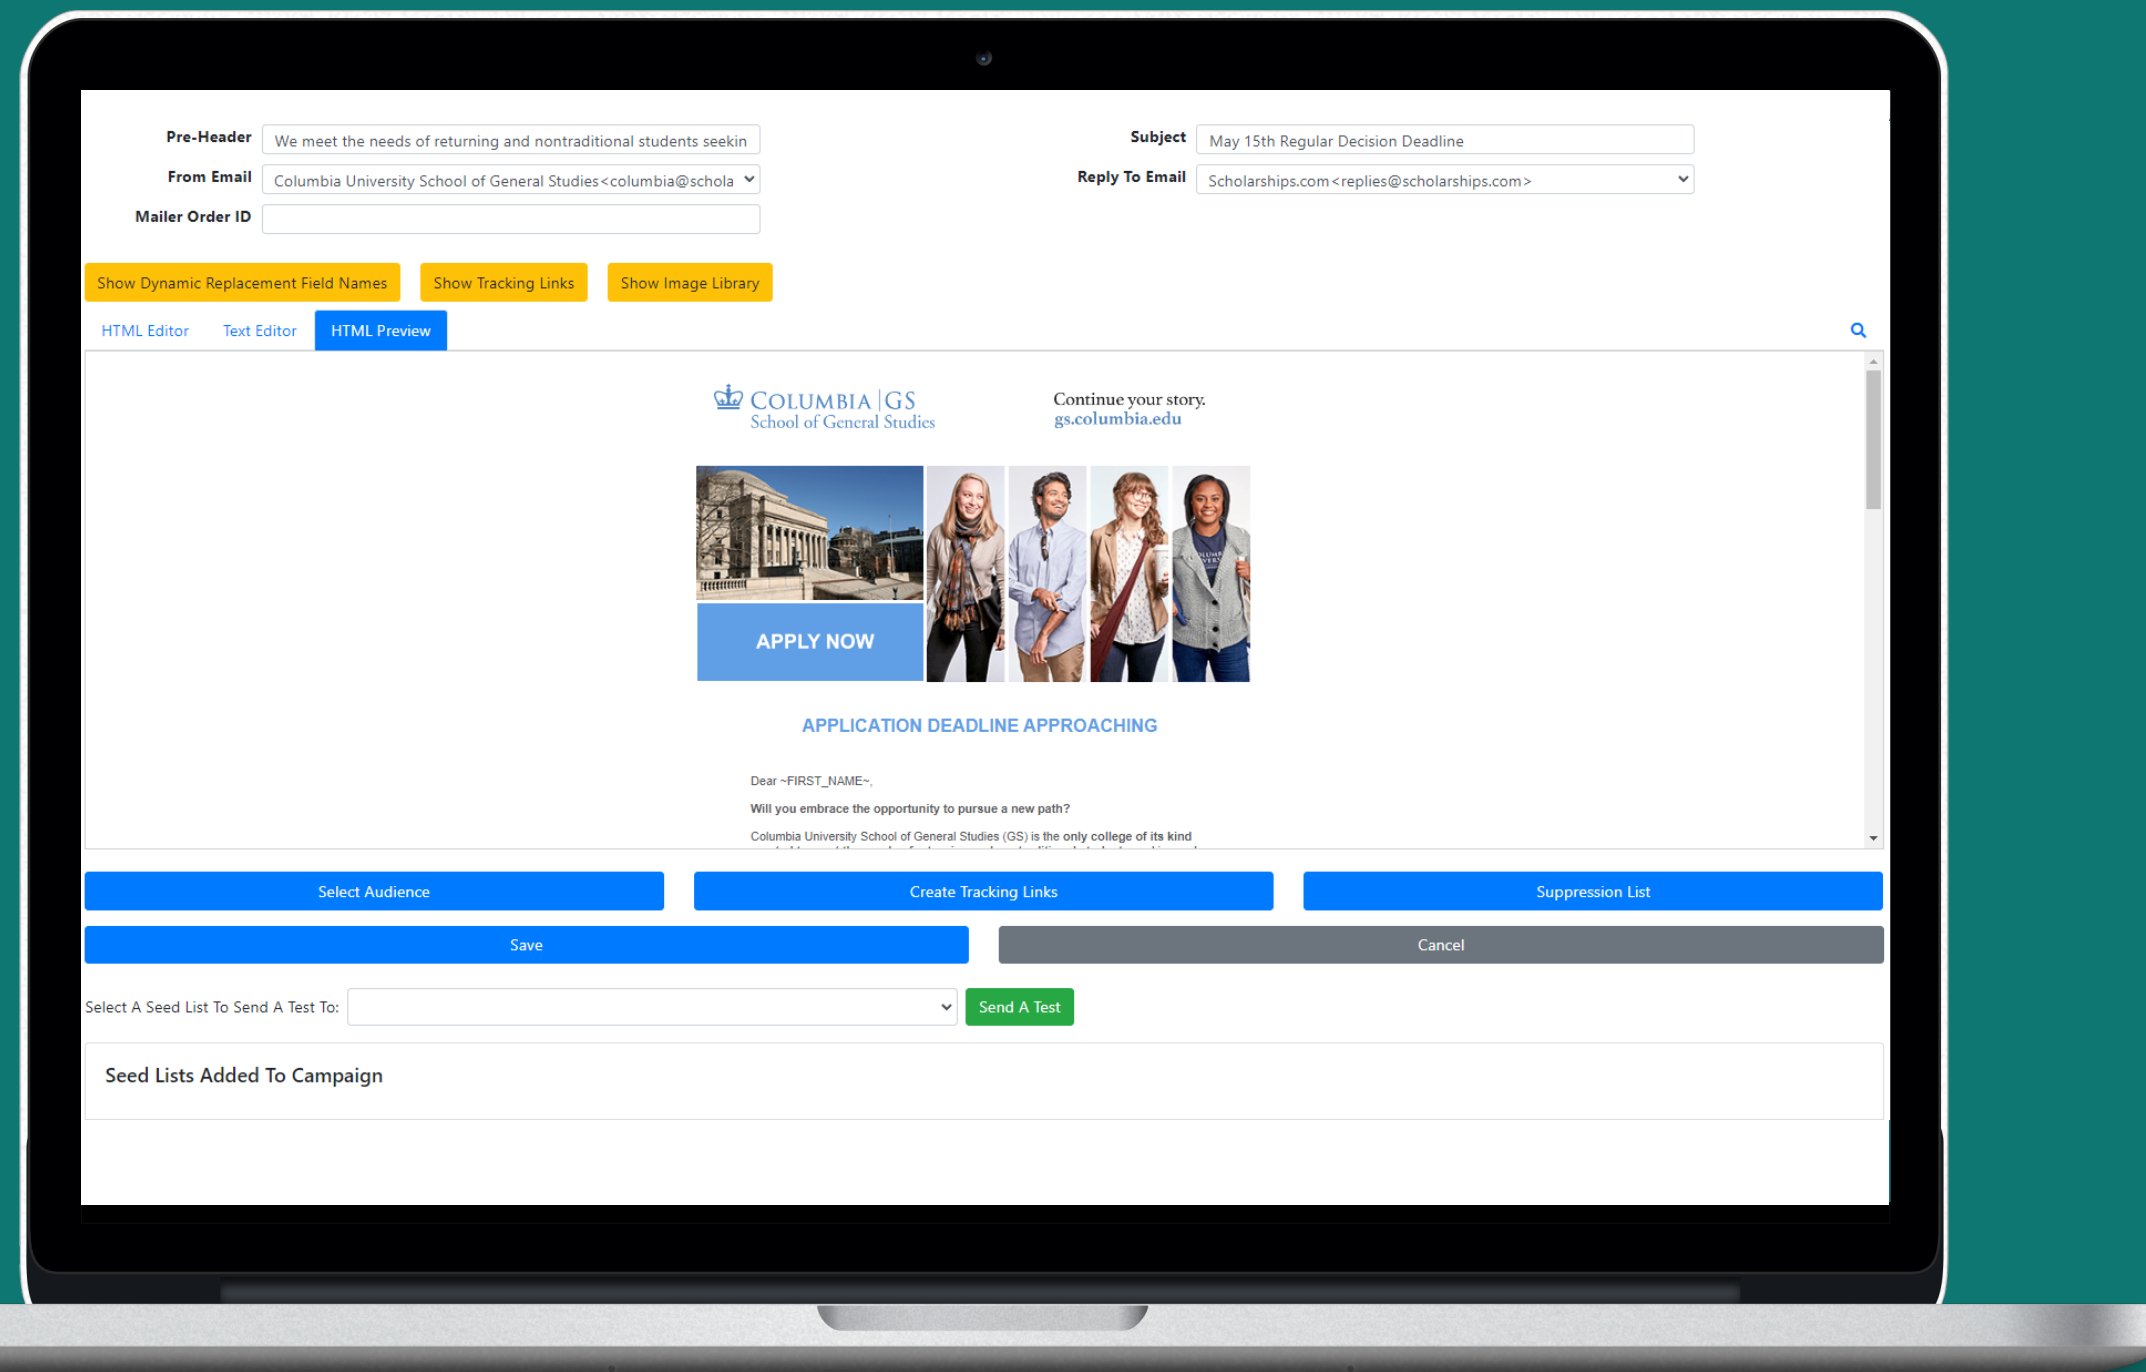 Pre-Header We meet the needs of returning and nontraditional students seekin
Subject May 15th Regular Decision Deadline
From Email Columbia University School of General Studies<columbia@schola
Reply To Email Scholarships.com<replies@scholarships.com>
Mailer Order ID
Show Dynamic Replacement Field Names Show Tracking Links Show Image Library
HTML Editor Text Editor HTML Preview
COLUMBIA | GS
School of General Studies
Continue your story.
gs.columbia.edu
APPLY NOW
APPLICATION DEADLINE APPROACHING
Dear ~FIRST_NAME~,
Will you embrace the opportunity to pursue a new path?
Columbia University School of General Studies (GS) is the only college of its kind
Select Audience Create Tracking Links Suppression List
Save Cancel
Select A Seed List To Send A Test To: Send A Test
Seed Lists Added To Campaign